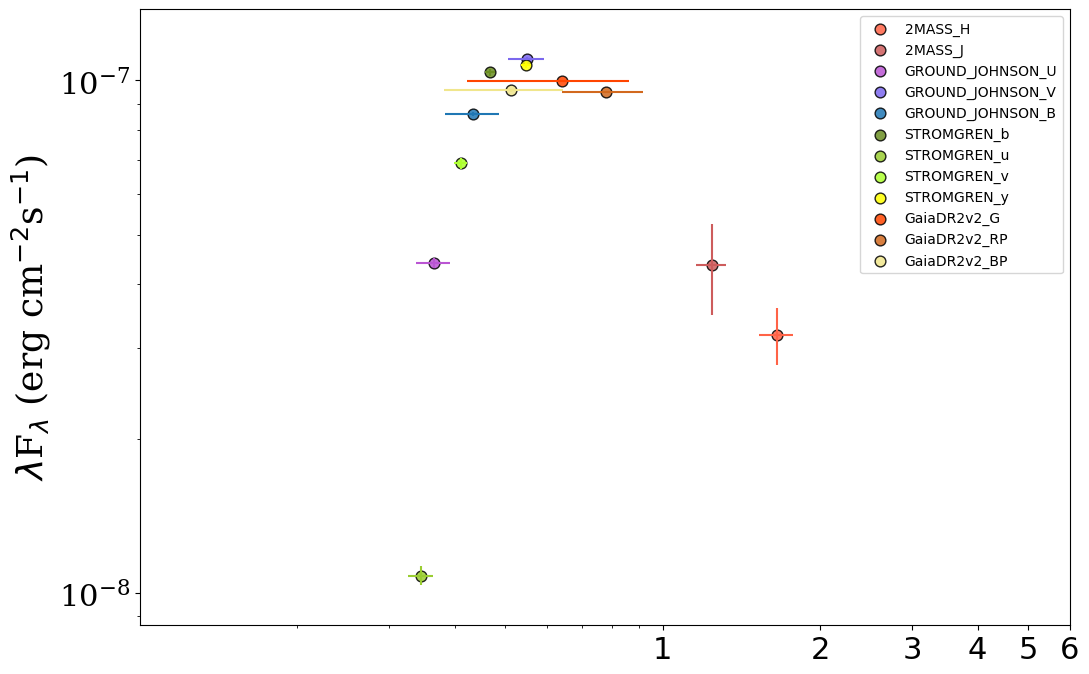 10⁻⁷
10⁻⁸
λF_λ (erg cm⁻²s⁻¹)
2MASS_H
2MASS_J
GROUND_JOHNSON_U
GROUND_JOHNSON_V
GROUND_JOHNSON_B
STROMGREN_b
STROMGREN_u
STROMGREN_v
STROMGREN_y
GaiaDR2v2_G
GaiaDR2v2_RP
GaiaDR2v2_BP
1 2 3 4 5 6